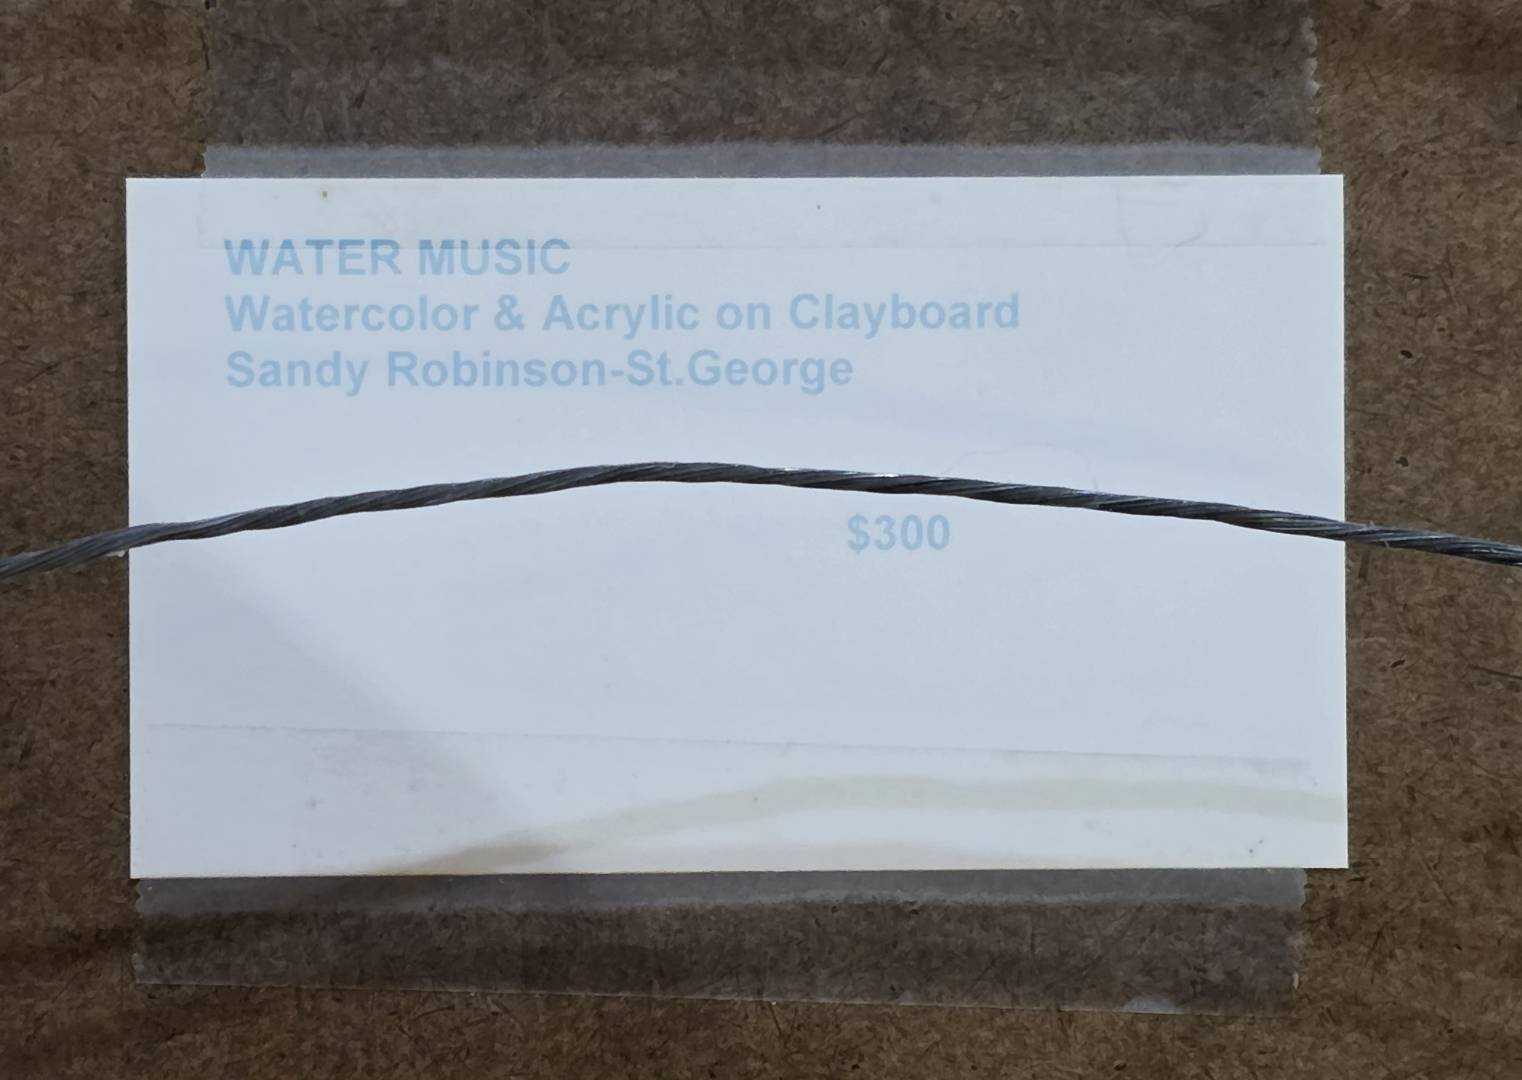 WATER MUSIC
Watercolor & Acrylic on Clayboard
Sandy Robinson-St.George
$300